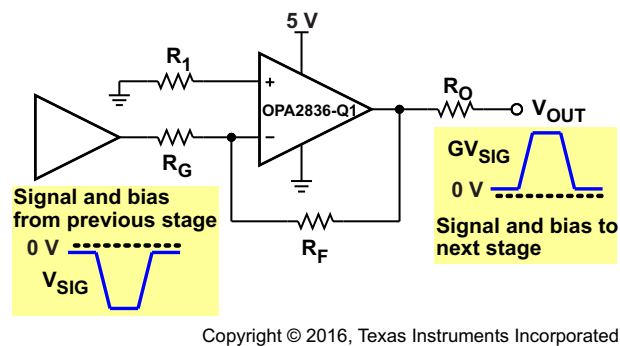 5 V
R1
+
OPA2836-Q1
−
RG
RO
VOUT
GVSIG
0 V
Signal and bias to
next stage
Signal and bias
from previous stage
0 V
VSIG
RF
Copyright © 2016, Texas Instruments Incorporated